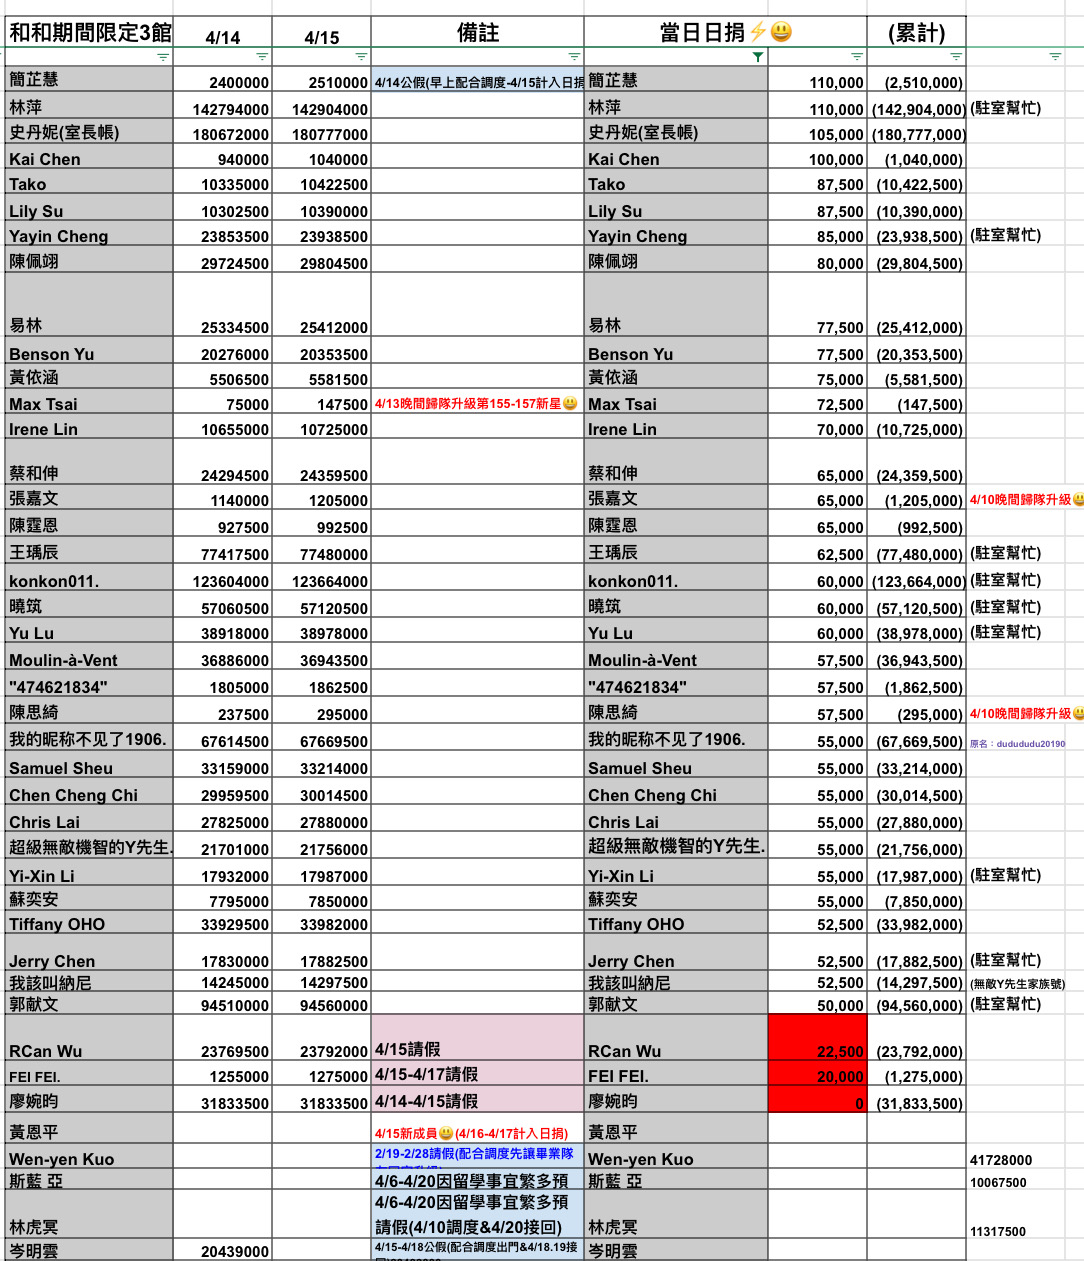 和和期間限定3館 4/14 4/15 備註 當日日捐⚡😃 (累計)
簡芷慧 2400000 2510000 4/14公假(早上配合調度-4/15計入日捐 簡芷慧 110,000 (2,510,000)
林萍 142794000 142904000 林萍 110,000 (142,904,000) (駐室幫忙)
史丹妮(室長帳) 180672000 180777000 史丹妮(室長帳) 105,000 (180,777,000)
Kai Chen 940000 1040000 Kai Chen 100,000 (1,040,000)
Tako 10335000 10422500 Tako 87,500 (10,422,500)
Lily Su 10302500 10390000 Lily Su 87,500 (10,390,000)
Yayin Cheng 23853500 23938500 Yayin Cheng 85,000 (23,938,500) (駐室幫忙)
陳佩翊 29724500 29804500 陳佩翊 80,000 (29,804,500)
易林 25334500 25412000 易林 77,500 (25,412,000)
Benson Yu 20276000 20353500 Benson Yu 77,500 (20,353,500)
黃依涵 5506500 5581500 黃依涵 75,000 (5,581,500)
Max Tsai 75000 147500 4/13晚間歸隊升級第155-157新星😃 Max Tsai 72,500 (147,500)
Irene Lin 10655000 10725000 Irene Lin 70,000 (10,725,000)
蔡和伸 24294500 24359500 蔡和伸 65,000 (24,359,500)
張嘉文 1140000 1205000 張嘉文 65,000 (1,205,000) 4/10晚間歸隊升級😃
陳霆恩 927500 992500 陳霆恩 65,000 (992,500)
王瑀辰 77417500 77480000 王瑀辰 62,500 (77,480,000) (駐室幫忙)
konkon011. 123604000 123664000 konkon011. 60,000 (123,664,000) (駐室幫忙)
曉筑 57060500 57120500 曉筑 60,000 (57,120,500) (駐室幫忙)
Yu Lu 38918000 38978000 Yu Lu 60,000 (38,978,000) (駐室幫忙)
Moulin-à-Vent 36886000 36943500 Moulin-à-Vent 57,500 (36,943,500)
"474621834" 1805000 1862500 "474621834" 57,500 (1,862,500)
陳思綺 237500 295000 陳思綺 57,500 (295,000) 4/10晚間歸隊升級😃
我的昵称不见了1906. 67614500 67669500 我的昵称不见了1906. 55,000 (67,669,500) 原名：dudududu20190
Samuel Sheu 33159000 33214000 Samuel Sheu 55,000 (33,214,000)
Chen Cheng Chi 29959500 30014500 Chen Cheng Chi 55,000 (30,014,500)
Chris Lai 27825000 27880000 Chris Lai 55,000 (27,880,000)
超級無敵機智的Y先生. 21701000 21756000 超級無敵機智的Y先生. 55,000 (21,756,000)
Yi-Xin Li 17932000 17987000 Yi-Xin Li 55,000 (17,987,000) (駐室幫忙)
蘇奕安 7795000 7850000 蘇奕安 55,000 (7,850,000)
Tiffany OHO 33929500 33982000 Tiffany OHO 52,500 (33,982,000)
Jerry Chen 17830000 17882500 Jerry Chen 52,500 (17,882,500) (駐室幫忙)
我該叫納尼 14245000 14297500 我該叫納尼 52,500 (14,297,500) (無敵Y先生家族號)
郭献文 94510000 94560000 郭献文 50,000 (94,560,000) (駐室幫忙)
RCan Wu 23769500 23792000 4/15請假 RCan Wu 22,500 (23,792,000)
FEI FEI. 1255000 1275000 4/15-4/17請假 FEI FEI. 20,000 (1,275,000)
廖婉昀 31833500 31833500 4/14-4/15請假 廖婉昀 0 (31,833,500)
黃恩平 4/15新成員😃(4/16-4/17計入日捐) 黃恩平
Wen-yen Kuo 2/19-2/28請假(配合調度先讓畢業隊 Wen-yen Kuo 41728000
斯藍 亞 4/6-4/20因留學事宜繁多預 斯藍 亞 10067500
4/6-4/20因留學事宜繁多預
林虎冥 請假(4/10調度&4/20接回) 林虎冥 11317500
岑明雲 20439000 4/15-4/18公假(配合調度出門&4/18.19接 岑明雲